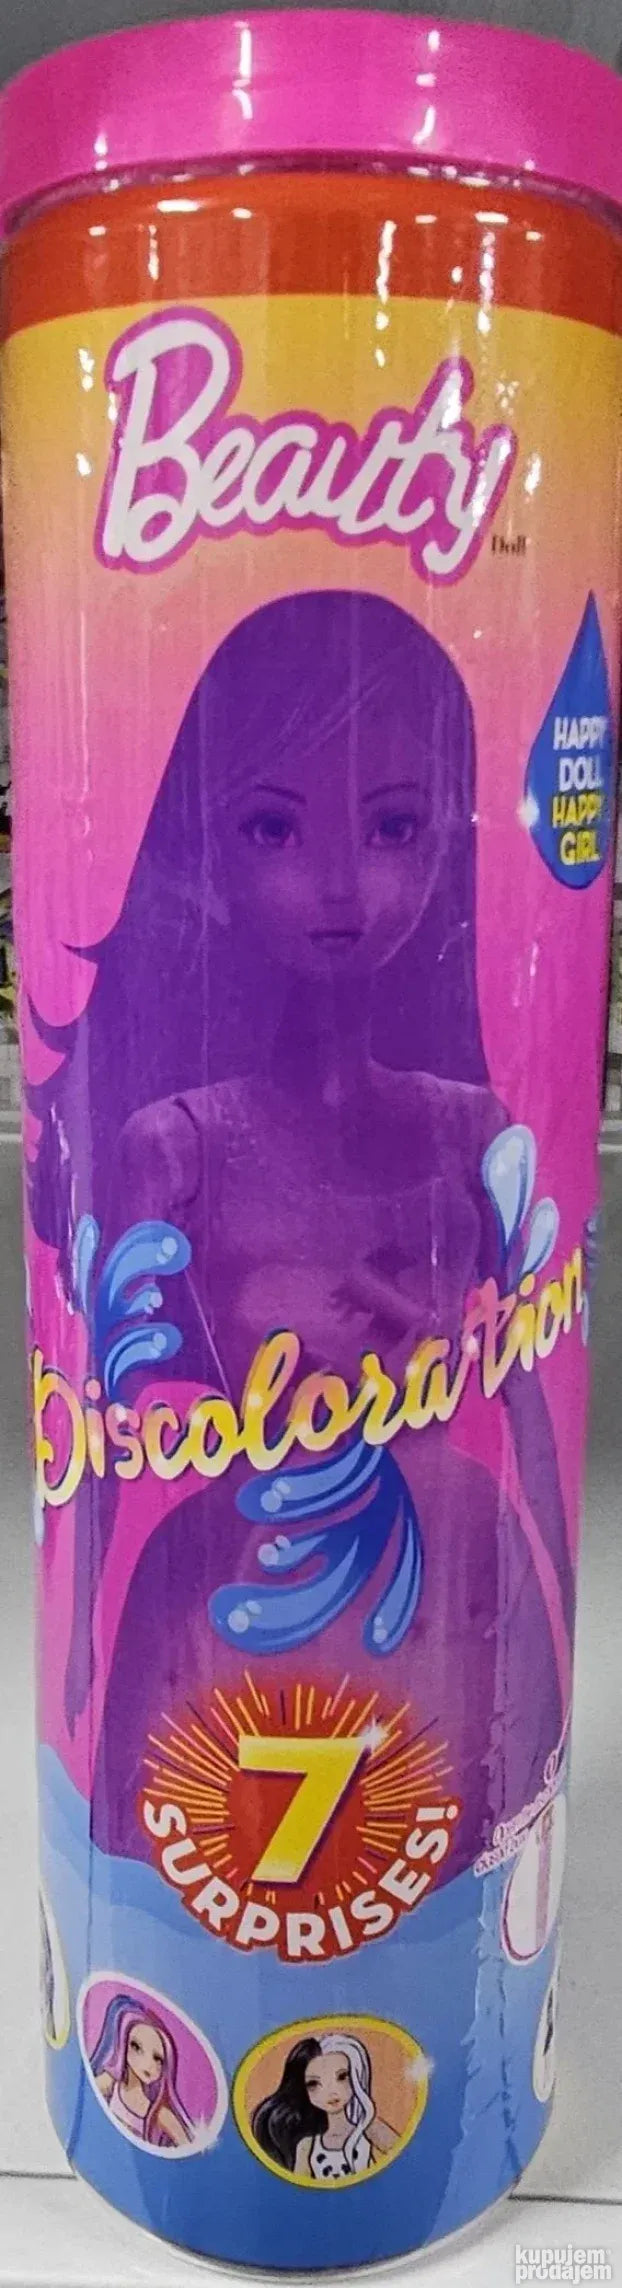 Beauty
Doll
HAPPY
DOLL
HAPPY
GIRL
Discoloration
7
SURPRISES!
kupujem
prodajem